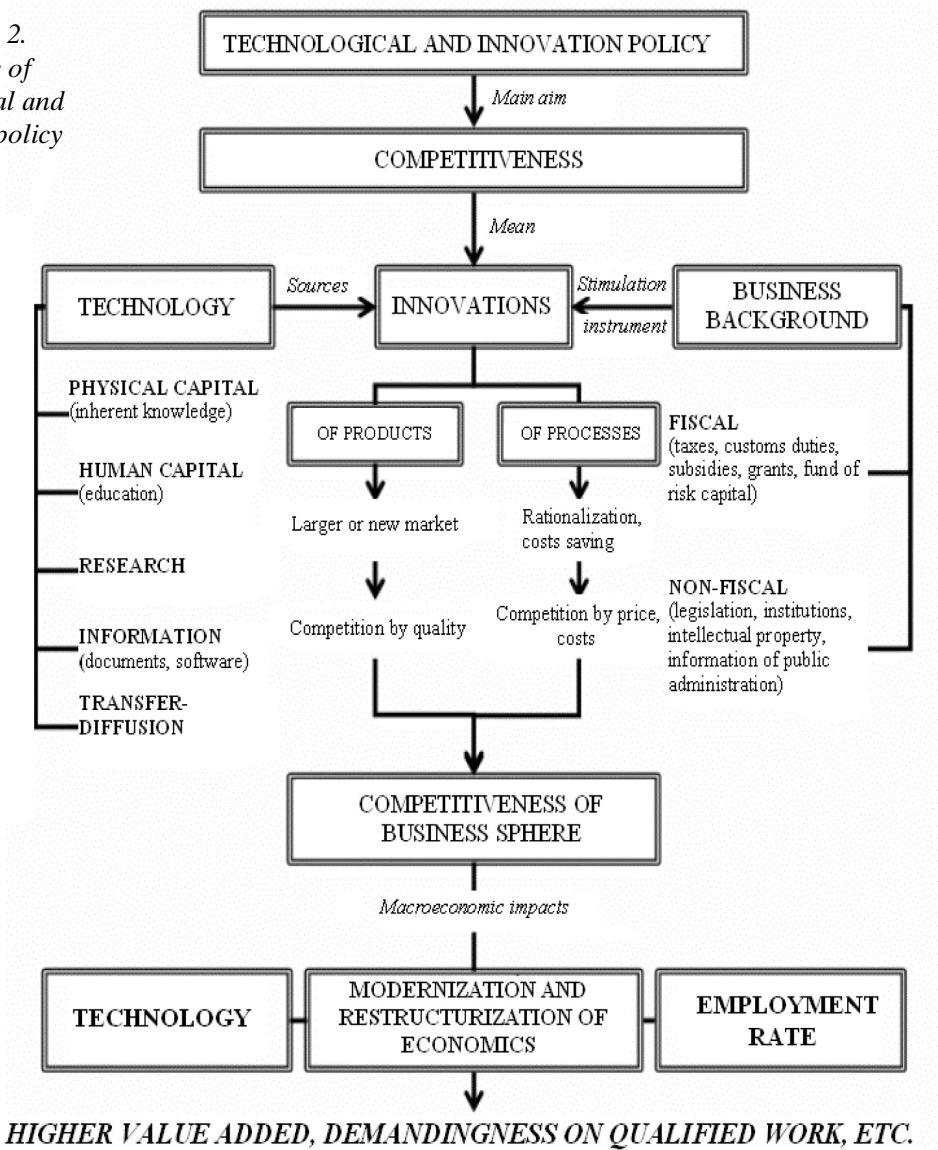 2.
of
al and
policy
TECHNOLOGICAL AND INNOVATION POLICY
Main aim
COMPETITIVENESS
Mean
TECHNOLOGY
Sources
INNOVATIONS
Stimulation
instrument
BUSINESS
BACKGROUND
PHYSICAL CAPITAL
(inherent knowledge)
HUMAN CAPITAL
(education)
RESEARCH
INFORMATION
(documents, software)
TRANSFER-
DIFFUSION
OF PRODUCTS
Larger or new market
Competition by quality
OF PROCESSES
Rationalization,
costs saving
Competition by price,
costs
FISCAL
(taxes, customs duties,
subsidies, grants, fund of
risk capital)
NON-FISCAL
(legislation, institutions,
intellectual property,
information of public
administration)
COMPETITIVENESS OF
BUSINESS SPHERE
Macroeconomic impacts
TECHNOLOGY
MODERNIZATION AND
RESTRUCTURIZATION OF
ECONOMICS
EMPLOYMENT
RATE
HIGHER VALUE ADDED, DEMANDINGNESS ON QUALIFIED WORK, ETC.